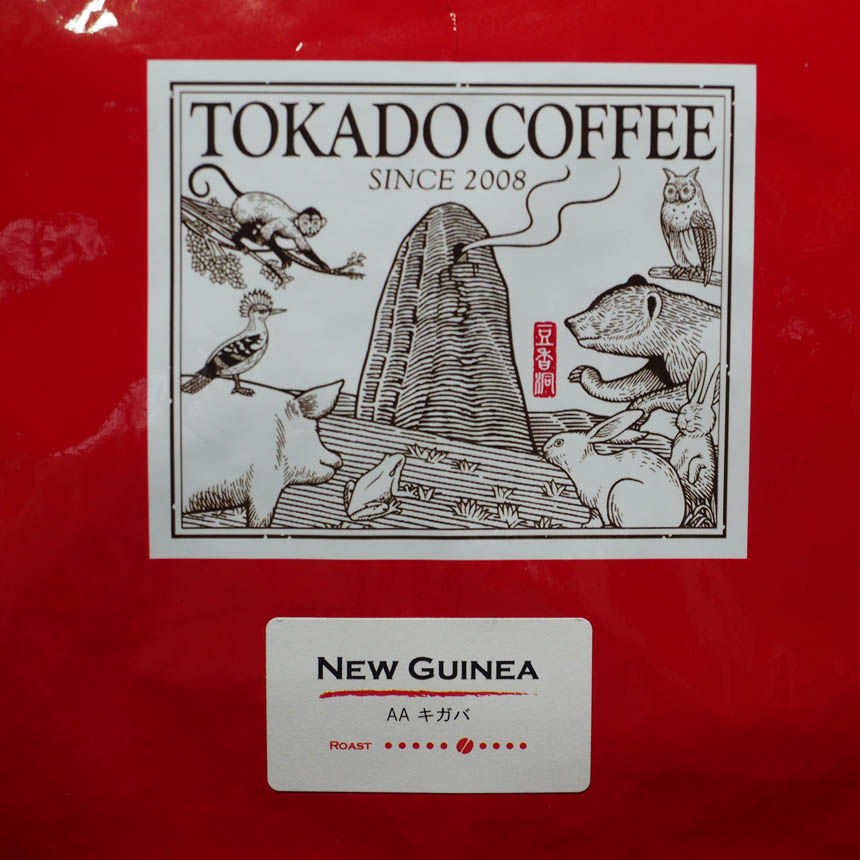 TOKADO COFFEE
SINCE 2008
豆香洞
NEW GUINEA
AA キガバ
ROAST